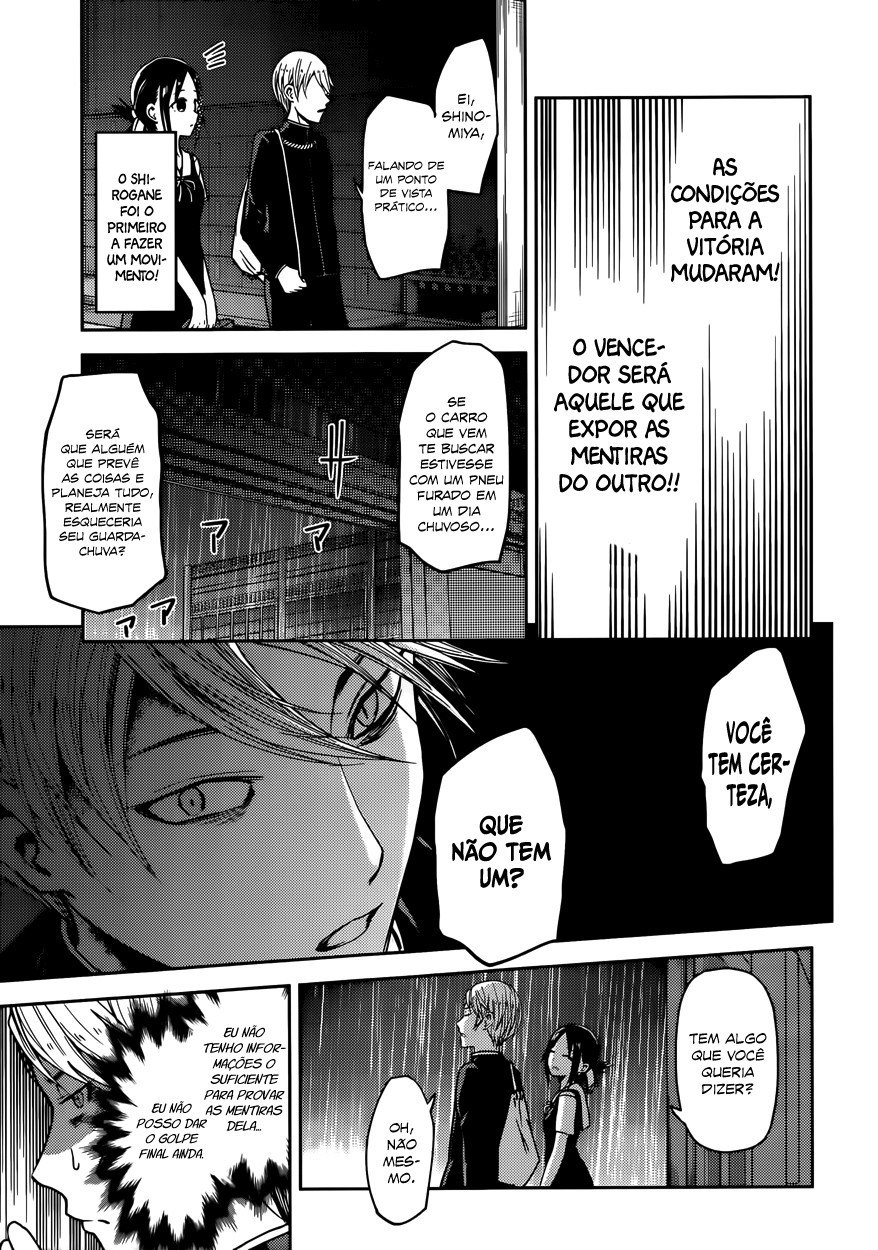 AS
CONDIÇÕES
PARA A
VITÓRIA
MUDARAM!
O VENCE-
DOR SERÁ
AQUELE QUE
EXPOR AS
MENTIRAS
DO OUTRO!!
EI,
SHINO-
MIYA,
FALANDO DE
UM PONTO
DE VISTA
PRÁTICO...
O SHI-
ROGANE
FOI O
PRIMEIRO
A FAZER
UM MOVI-
MENTO!
SE
O CARRO
QUE VEM
TE BUSCAR
ESTIVESSE
COM UM PNEU
FURADO EM
UM DIA
CHUVOSO...
サ
ア
ア
SERÁ
QUE ALGUÉM
QUE PREVÊ
AS COISAS E
PLANEJA TUDO,
REALMENTE
ESQUECERIA
SEU GUARDA-
CHUVA?
VOCÊ
TEM CER-
TEZA,
QUE
NÃO TEM
UM?
TEM ALGO
QUE VOCÊ
QUERIA
DIZER?
OH,
NÃO
MES-
MO.
EU NÃO
TENHO INFOR-
MAÇÕES O
SUFICIENTE
PARA PROVAR
AS MENTIRAS
DELA...
EU NÃO
POSSO DAR
O GOLPE
FINAL AINDA.